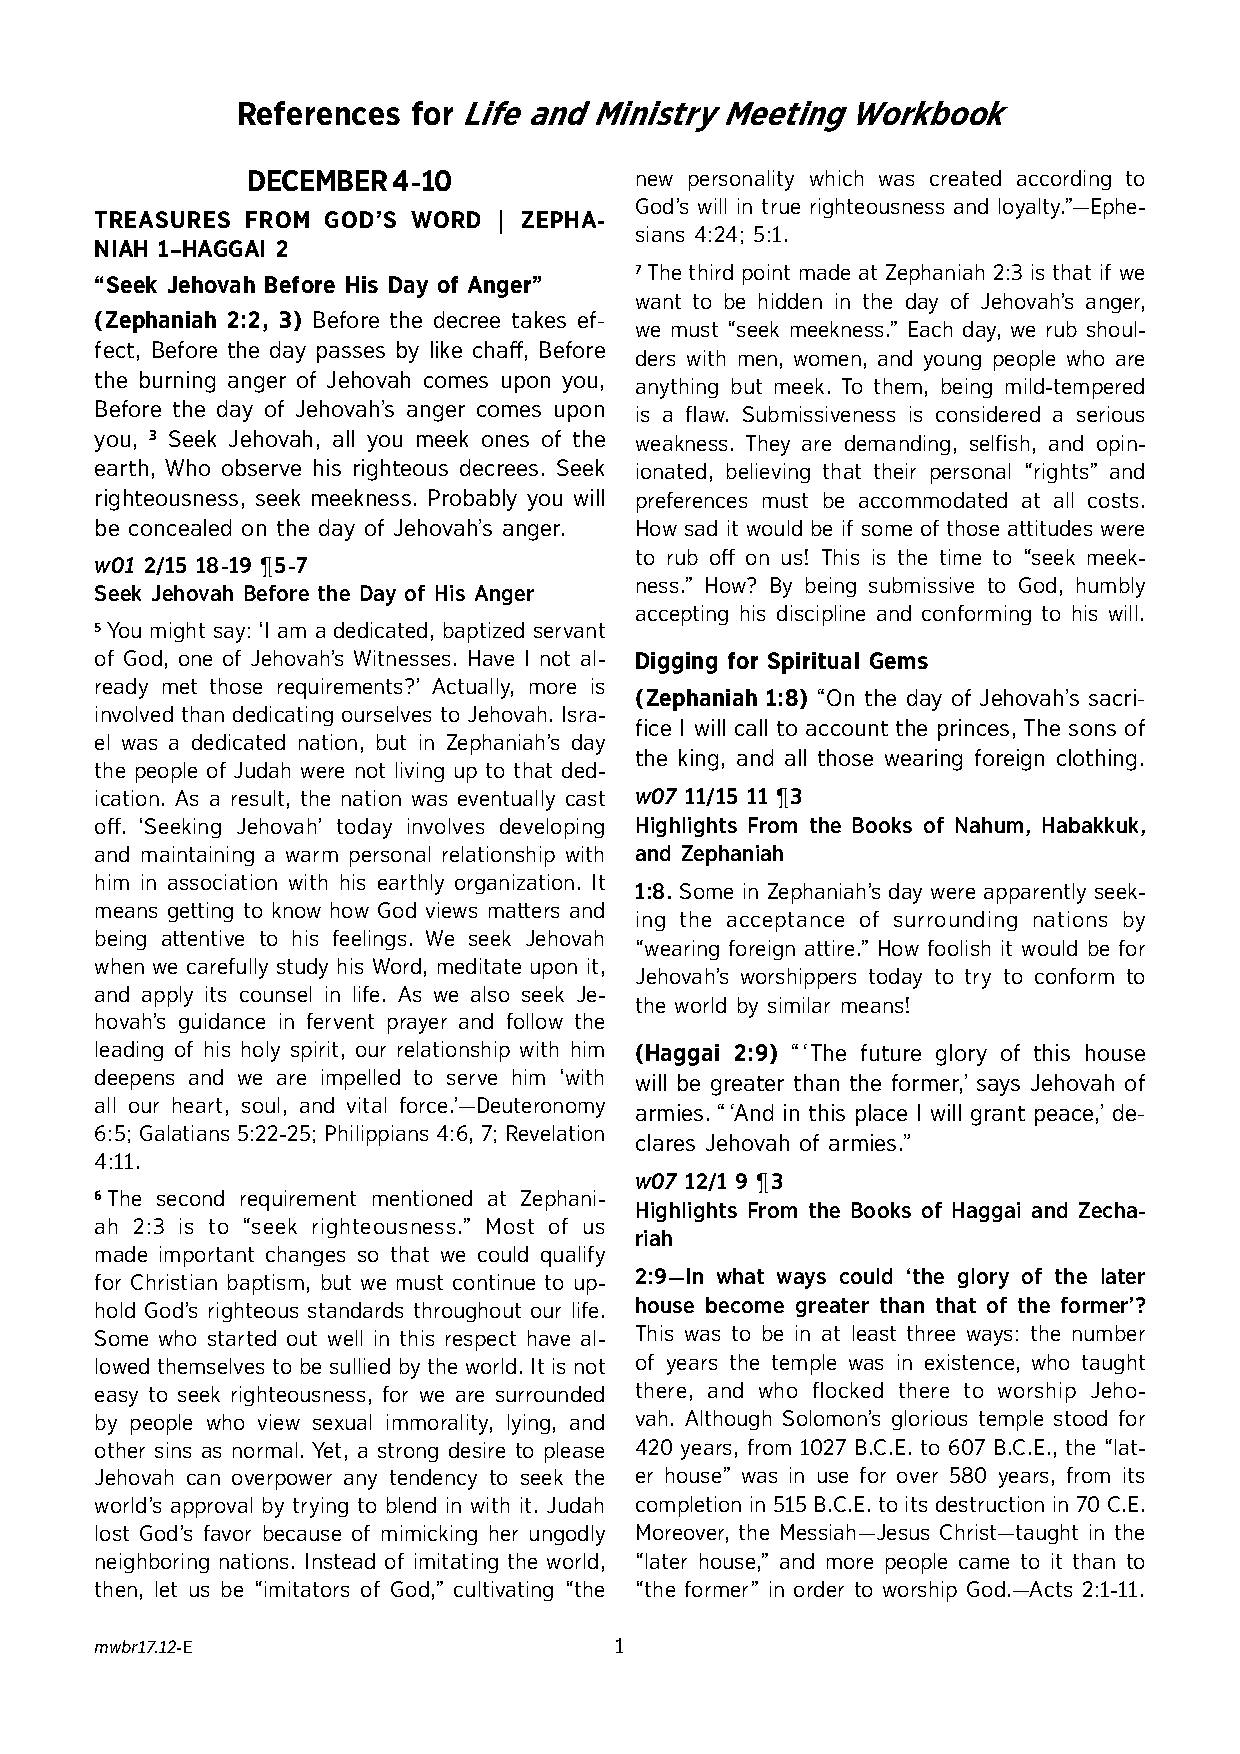 References for Life and Ministry Meeting Workbook
DECEMBER 4-10
TREASURES FROM GOD’S WORD | ZEPHA-
NIAH 1–HAGGAI 2
“Seek Jehovah Before His Day of Anger”
(Zephaniah 2:2, 3) Before the decree takes ef-
fect, Before the day passes by like chaff, Before
the burning anger of Jehovah comes upon you,
Before the day of Jehovah’s anger comes upon
you, ³ Seek Jehovah, all you meek ones of the
earth, Who observe his righteous decrees. Seek
righteousness, seek meekness. Probably you will
be concealed on the day of Jehovah’s anger.
w01 2/15 18-19 ¶5-7
Seek Jehovah Before the Day of His Anger
⁵ You might say: ‘I am a dedicated, baptized servant
of God, one of Jehovah’s Witnesses. Have I not al-
ready met those requirements?’ Actually, more is
involved than dedicating ourselves to Jehovah. Isra-
el was a dedicated nation, but in Zephaniah’s day
the people of Judah were not living up to that ded-
ication. As a result, the nation was eventually cast
off. ‘Seeking Jehovah’ today involves developing
and maintaining a warm personal relationship with
him in association with his earthly organization. It
means getting to know how God views matters and
being attentive to his feelings. We seek Jehovah
when we carefully study his Word, meditate upon it,
and apply its counsel in life. As we also seek Je-
hovah’s guidance in fervent prayer and follow the
leading of his holy spirit, our relationship with him
deepens and we are impelled to serve him ‘with
all our heart, soul, and vital force.’—Deuteronomy
6:5; Galatians 5:22-25; Philippians 4:6, 7; Revelation
4:11.
⁶ The second requirement mentioned at Zephani-
ah 2:3 is to “seek righteousness.” Most of us
made important changes so that we could qualify
for Christian baptism, but we must continue to up-
hold God’s righteous standards throughout our life.
Some who started out well in this respect have al-
lowed themselves to be sullied by the world. It is not
easy to seek righteousness, for we are surrounded
by people who view sexual immorality, lying, and
other sins as normal. Yet, a strong desire to please
Jehovah can overpower any tendency to seek the
world’s approval by trying to blend in with it. Judah
lost God’s favor because of mimicking her ungodly
neighboring nations. Instead of imitating the world,
then, let us be “imitators of God,” cultivating “the
new personality which was created according to
God’s will in true righteousness and loyalty.”—Ephe-
sians 4:24; 5:1.
⁷ The third point made at Zephaniah 2:3 is that if we
want to be hidden in the day of Jehovah’s anger,
we must “seek meekness.” Each day, we rub shoul-
ders with men, women, and young people who are
anything but meek. To them, being mild-tempered
is a flaw. Submissiveness is considered a serious
weakness. They are demanding, selfish, and opin-
ionated, believing that their personal “rights” and
preferences must be accommodated at all costs.
How sad it would be if some of those attitudes were
to rub off on us! This is the time to “seek meek-
ness.” How? By being submissive to God, humbly
accepting his discipline and conforming to his will.
Digging for Spiritual Gems
(Zephaniah 1:8) “On the day of Jehovah’s sacri-
fice I will call to account the princes, The sons of
the king, and all those wearing foreign clothing.
w07 11/15 11 ¶3
Highlights From the Books of Nahum, Habakkuk,
and Zephaniah
1:8. Some in Zephaniah’s day were apparently seek-
ing the acceptance of surrounding nations by
“wearing foreign attire.” How foolish it would be for
Jehovah’s worshippers today to try to conform to
the world by similar means!
(Haggai 2:9) “ ‘The future glory of this house
will be greater than the former,’ says Jehovah of
armies. “ ‘And in this place I will grant peace,’ de-
clares Jehovah of armies.”
w07 12/1 9 ¶3
Highlights From the Books of Haggai and Zecha-
riah
2:9—In what ways could ‘the glory of the later
house become greater than that of the former’?
This was to be in at least three ways: the number
of years the temple was in existence, who taught
there, and who flocked there to worship Jeho-
vah. Although Solomon’s glorious temple stood for
420 years, from 1027 B.C.E. to 607 B.C.E., the “lat-
er house” was in use for over 580 years, from its
completion in 515 B.C.E. to its destruction in 70 C.E.
Moreover, the Messiah—Jesus Christ—taught in the
“later house,” and more people came to it than to
“the former” in order to worship God.—Acts 2:1-11.
mwbr17.12-E
1